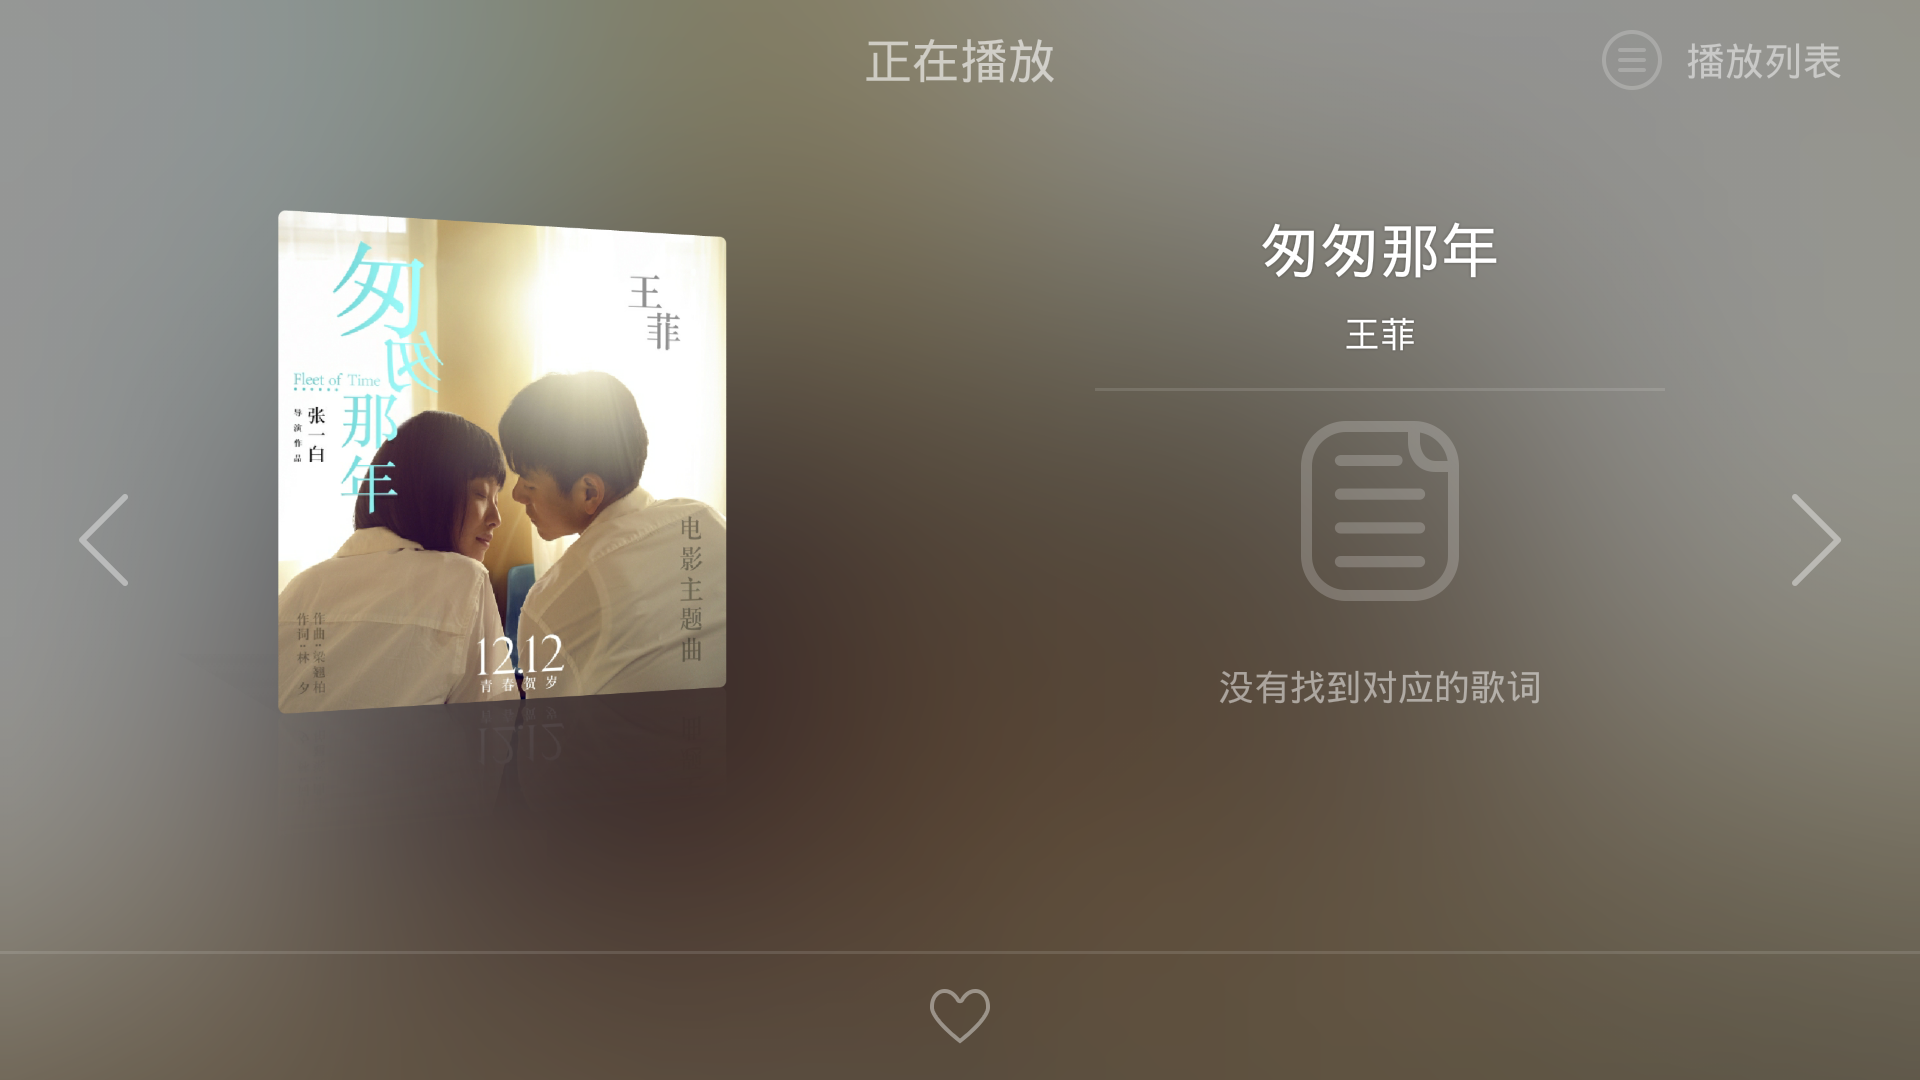 正在播放
播放列表
匆匆那年
王菲
没有找到对应的歌词
匆匆那年
Fleet of Time
张一白
导演作品
王菲
电影主题曲
作曲：梁翘柏
作词：林夕
12.12
青春贺岁